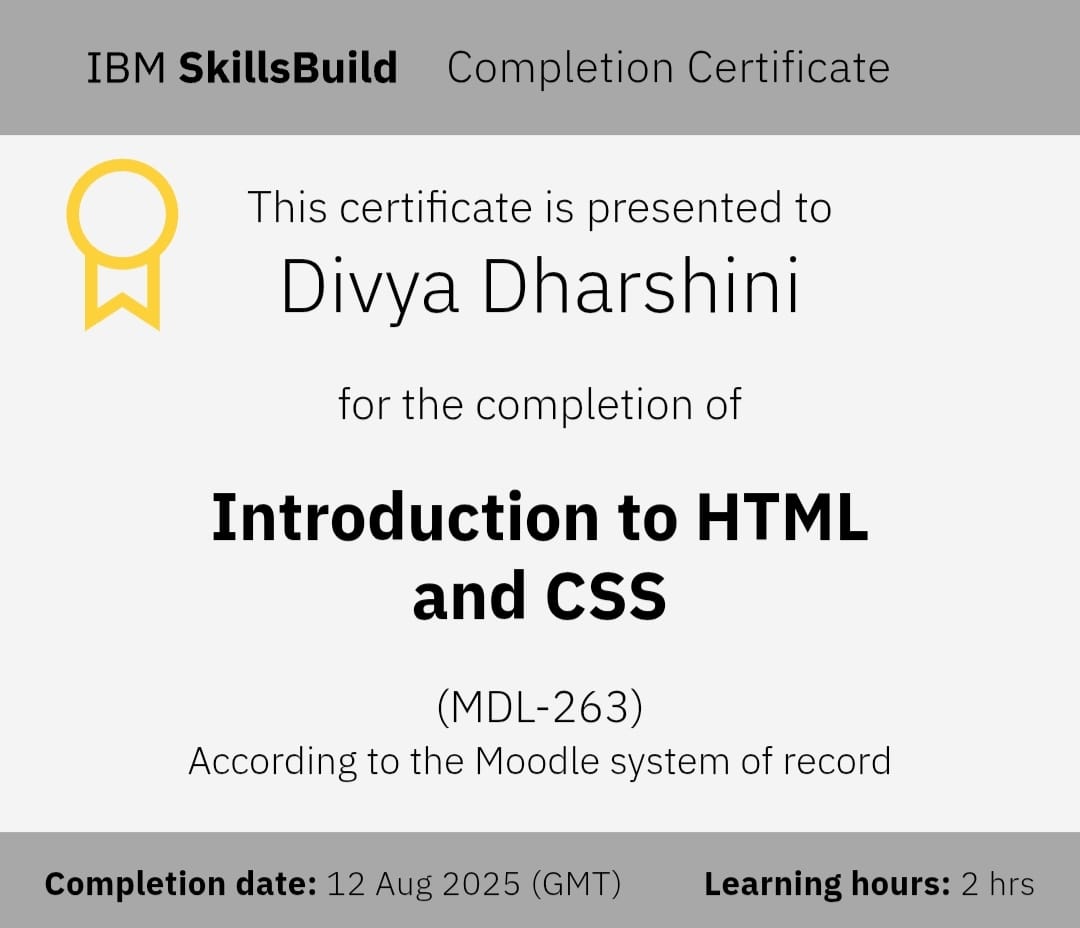 IBM SkillsBuild Completion Certificate
This certificate is presented to
Divya Dharshini
for the completion of
Introduction to HTML
and CSS
(MDL-263)
According to the Moodle system of record
Completion date: 12 Aug 2025 (GMT) Learning hours: 2 hrs